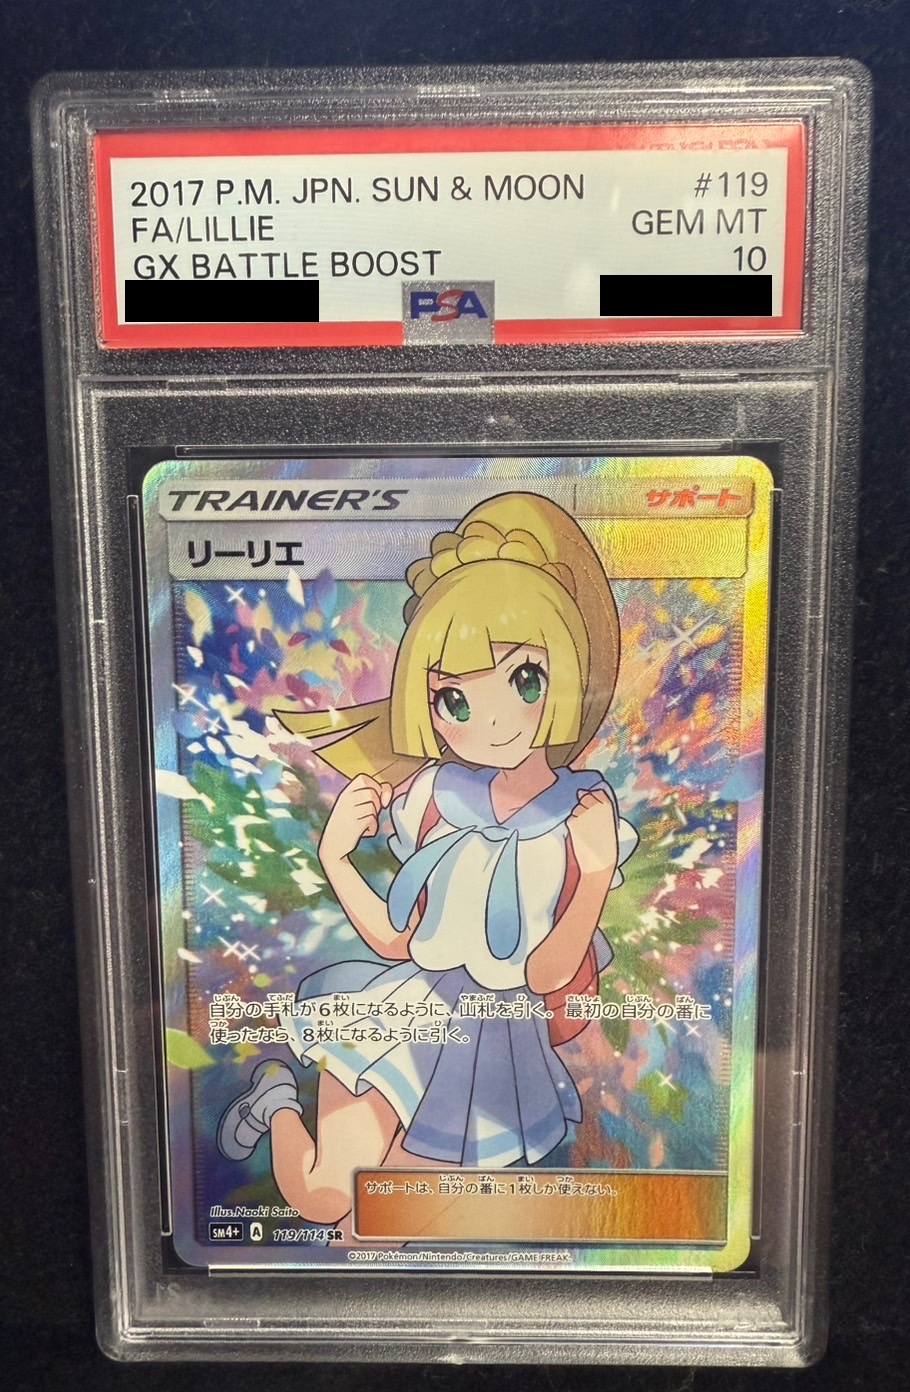 2017 P.M. JPN. SUN & MOON #119
FA/LILLIE GEM MT
GX BATTLE BOOST 10
PSA
TRAINER'S サポート
リーリエ
自分の手札が6枚になるように、山札を引く。最初の自分の番に
使ったなら、8枚になるように引く。
サポートは、自分の番に1枚しか使えない。
Illus. Naoki Saito
SM4+ A 119/114 SR
©2017 Pokémon/Nintendo/Creatures/GAME FREAK.